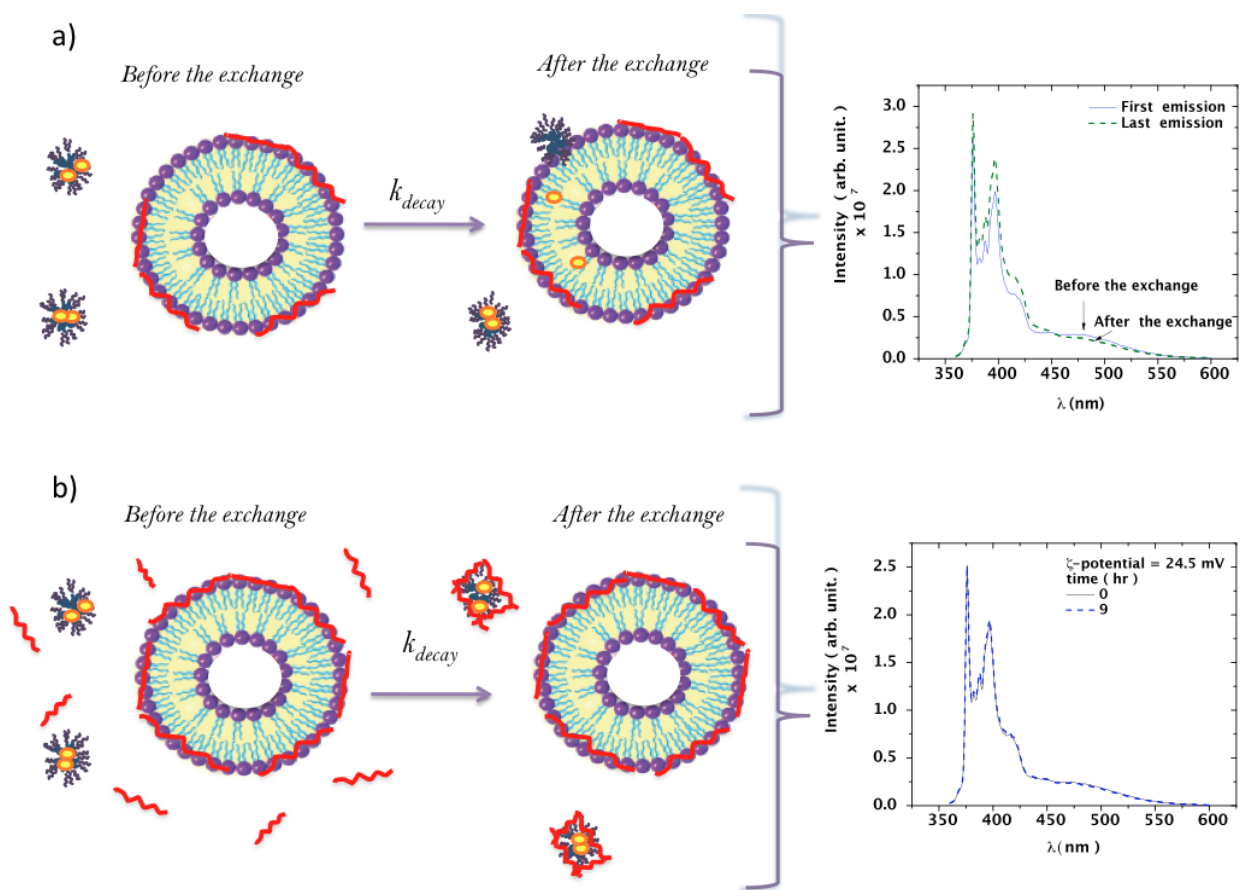 a)
Before the exchange
After the exchange
k decay
Intensity ( arb. unit. )
x 10 7
3.0
2.5
2.0
1.5
1.0
0.5
0.0
First emission
Last emission
Before the exchange
After the exchange
350 400 450 500 550 600
λ (nm)
b)
Before the exchange
After the exchange
k decay
Intensity ( arb. unit. )
x 10 7
2.5
2.0
1.5
1.0
0.5
0.0
ζ-potential = 24.5 mV
time ( hr )
0
9
350 400 450 500 550 600
λ( nm )